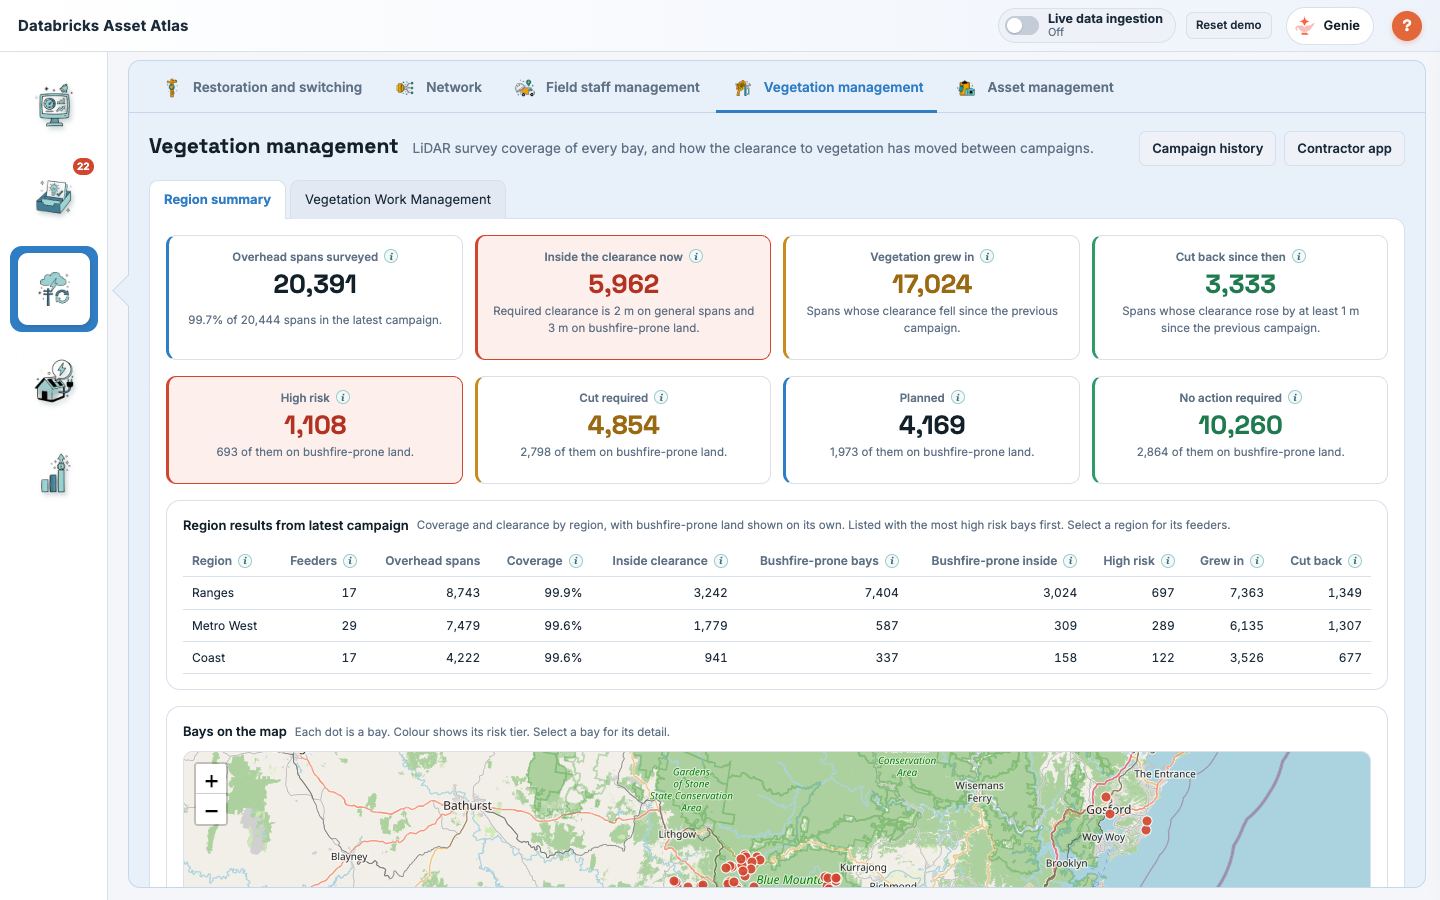 Databricks Asset Atlas
Live data ingestion
Off
Reset demo
Genie
?
22
Restoration and switching
Network
Field staff management
Vegetation management
Asset management
Vegetation management
LiDAR survey coverage of every bay, and how the clearance to vegetation has moved between campaigns.
Campaign history
Contractor app
Region summary
Vegetation Work Management
Overhead spans surveyed i
20,391
99.7% of 20,444 spans in the latest campaign.
Inside the clearance now i
5,962
Required clearance is 2 m on general spans and
3 m on bushfire-prone land.
Vegetation grew in i
17,024
Spans whose clearance fell since the previous
campaign.
Cut back since then i
3,333
Spans whose clearance rose by at least 1 m
since the previous campaign.
High risk i
1,108
693 of them on bushfire-prone land.
Cut required i
4,854
2,798 of them on bushfire-prone land.
Planned i
4,169
1,973 of them on bushfire-prone land.
No action required i
10,260
2,864 of them on bushfire-prone land.
Region results from latest campaign Coverage and clearance by region, with bushfire-prone land shown on its own. Listed with the most high risk bays first. Select a region for its feeders.
Region i Feeders i Overhead spans Coverage i Inside clearance i Bushfire-prone bays i Bushfire-prone inside i High risk i Grew in i Cut back i
Ranges 17 8,743 99.9% 3,242 7,404 3,024 697 7,363 1,349
Metro West 29 7,479 99.6% 1,779 587 309 289 6,135 1,307
Coast 17 4,222 99.6% 941 337 158 122 3,526 677
Bays on the map Each dot is a bay. Colour shows its risk tier. Select a bay for its detail.
+
−
Gardens
of Stone
State Conservation
Area
Conservation
Area
Wisemans
Ferry
The Entrance
Bathurst
Gosford
Lithgow
Woy Woy
Blayney
Kurrajong
Brooklyn
Blue Mounta
Richmond